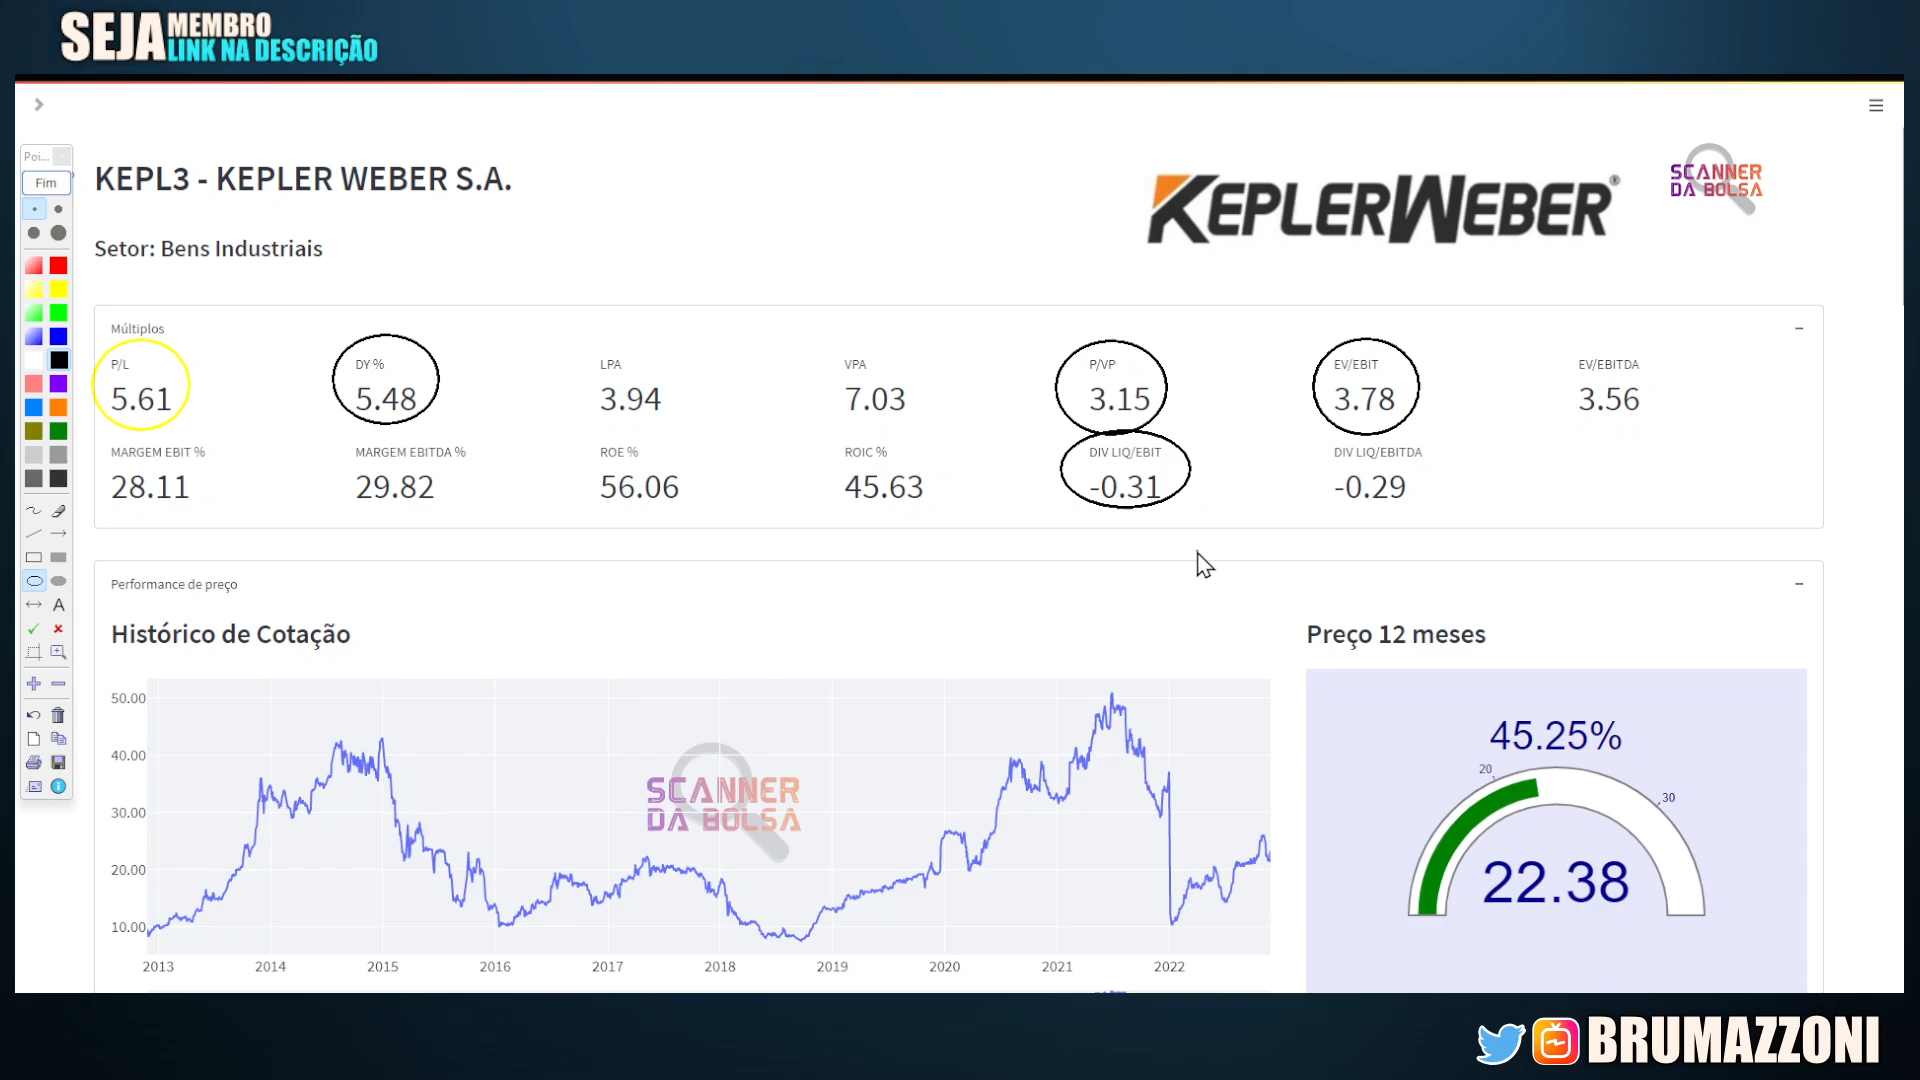 SEJA MEMBRO
LINK NA DESCRIÇÃO
Poi...
Fim
KEPL3 - KEPLER WEBER S.A.
KEPLERWEBER®
SCANNER
DA BOLSA
Setor: Bens Industriais
Múltiplos
P/L DY % LPA VPA P/VP EV/EBIT EV/EBITDA
5.61 5.48 3.94 7.03 3.15 3.78 3.56
MARGEM EBIT % MARGEM EBITDA % ROE % ROIC % DIV LIQ/EBIT DIV LIQ/EBITDA
28.11 29.82 56.06 45.63 -0.31 -0.29
A
Performance de preço
Histórico de Cotação
50.00
40.00
30.00
20.00
10.00
2013 2014 2015 2016 2017 2018 2019 2020 2021 2022
SCANNER
DA BOLSA
Preço 12 meses
45.25%
20
30
22.38
BRUMAZZONI